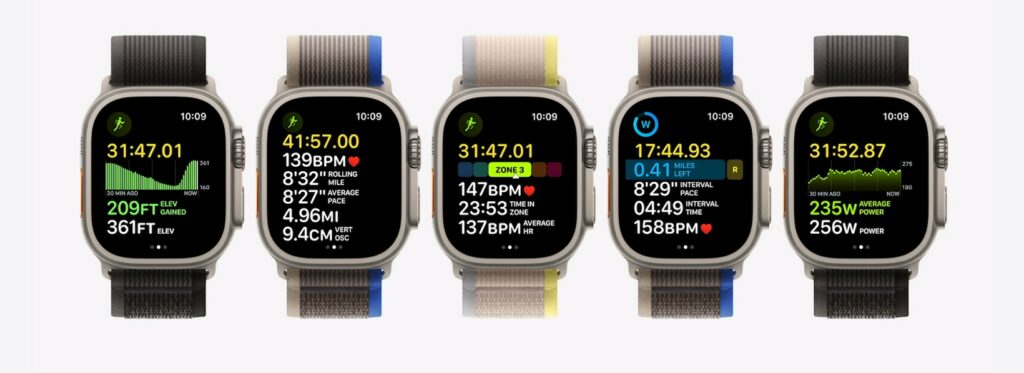 10:09
31:47.01
361
160
30 MIN AGO NOW
209FT ELEV GAINED
361FT ELEV
10:09
41:57.00
139BPM
8'32" ROLLING MILE
8'27" AVERAGE PACE
4.96MI
9.4CM VERT OSC
10:09
31:47.01
ZONE 3
147BPM
23:53 TIME IN ZONE
137BPM AVERAGE HR
W 10:09
17:44.93
0.41 MILES LEFT R
8'29" INTERVAL PACE
04:49 INTERVAL TIME
158BPM
10:09
31:52.87
275
180
30 MIN AGO NOW
235W AVERAGE POWER
256W POWER